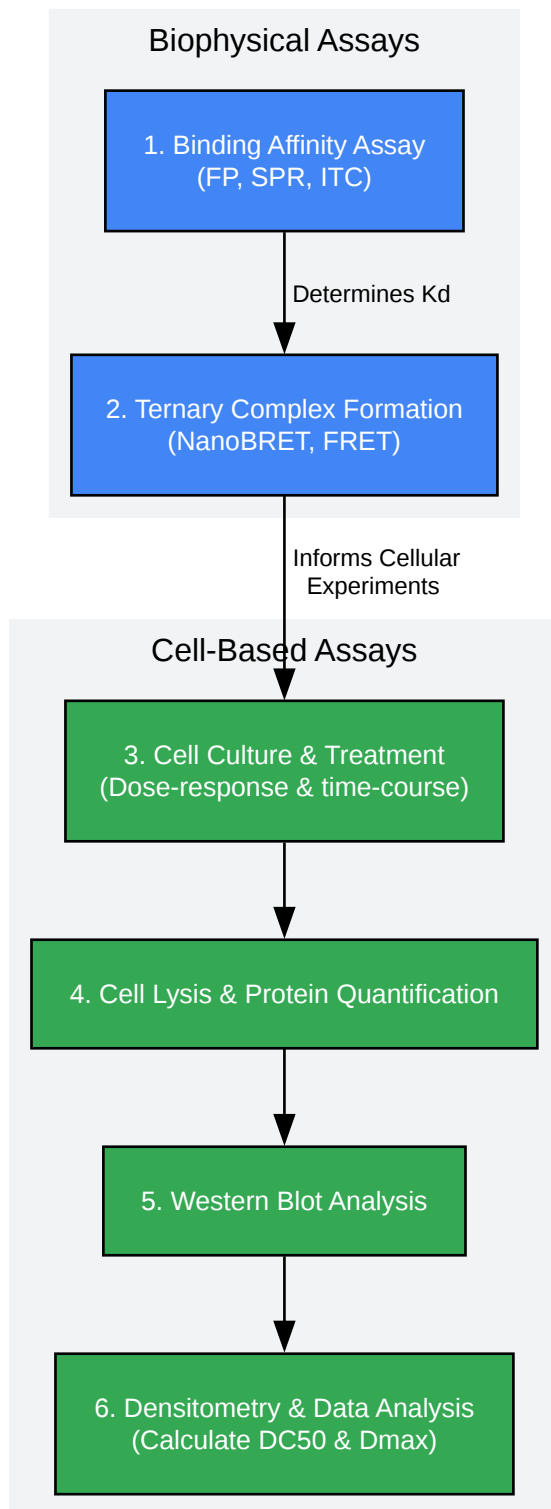 Biophysical Assays
1. Binding Affinity Assay
(FP, SPR, ITC)
Determines Kd
2. Ternary Complex Formation
(NanoBRET, FRET)
Informs Cellular
Experiments
Cell-Based Assays
3. Cell Culture & Treatment
(Dose-response & time-course)
4. Cell Lysis & Protein Quantification
5. Western Blot Analysis
6. Densitometry & Data Analysis
(Calculate DC50 & Dmax)